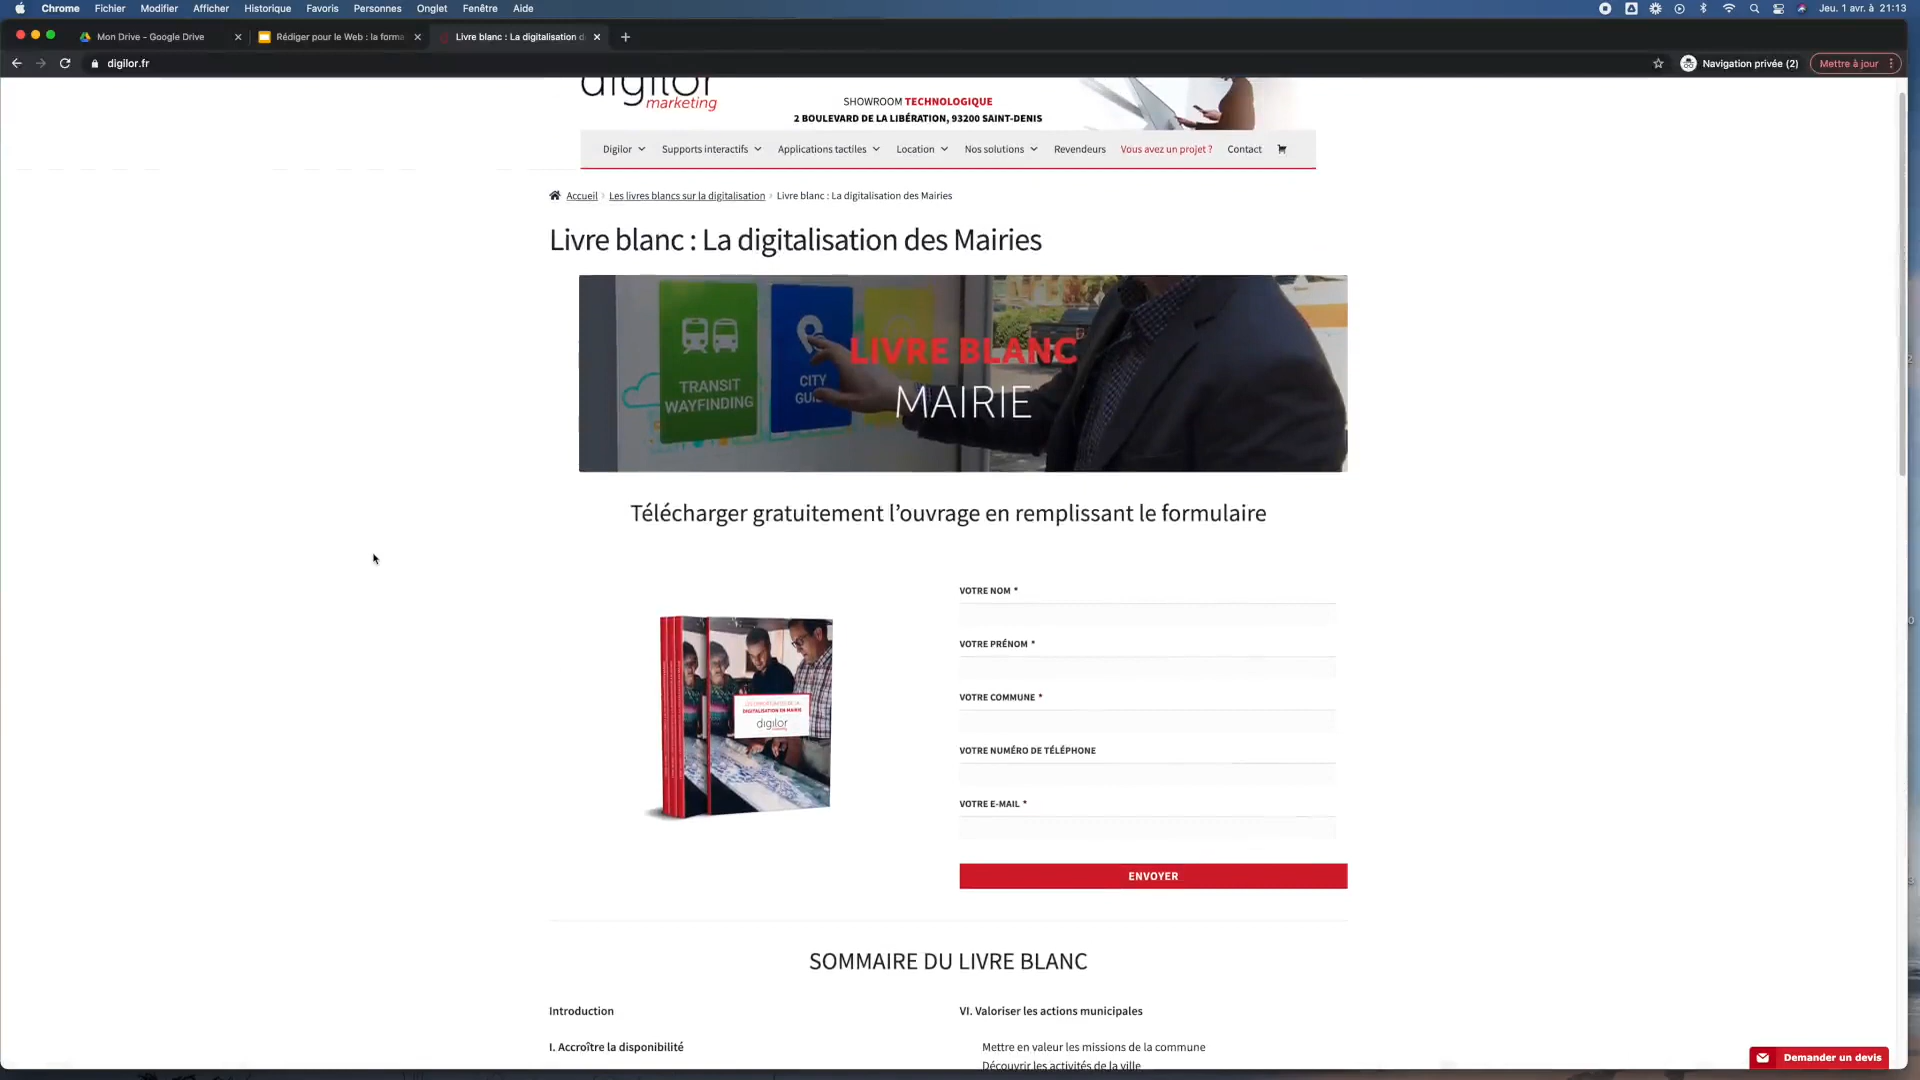 Chrome Fichier Modifier Afficher Historique Favoris Personnes Onglet Fenêtre Aide Jeu. 1 avr. à 21:13
Mon Drive - Google Drive Rédiger pour le Web : la forma Livre blanc : La digitalisation d
digilor.fr Navigation privée (2) Mettre à jour
digilor
marketing
SHOWROOM TECHNOLOGIQUE
2 BOULEVARD DE LA LIBÉRATION, 93200 SAINT-DENIS
Digilor Supports interactifs Applications tactiles Location Nos solutions Revendeurs Vous avez un projet ? Contact
Accueil › Les livres blancs sur la digitalisation › Livre blanc : La digitalisation des Mairies
Livre blanc : La digitalisation des Mairies
TRANSIT
WAYFINDING
CITY
LIVRE BLANC
MAIRIE
Télécharger gratuitement l’ouvrage en remplissant le formulaire
VOTRE NOM *
VOTRE PRÉNOM *
VOTRE COMMUNE *
VOTRE NUMÉRO DE TÉLÉPHONE
VOTRE E-MAIL *
ENVOYER
DIGITALISATION EN MAIRIE
digilor
SOMMAIRE DU LIVRE BLANC
Introduction
I. Accroître la disponibilité
VI. Valoriser les actions municipales
Mettre en valeur les missions de la commune
Découvrir les activités de la ville
Demander un devis